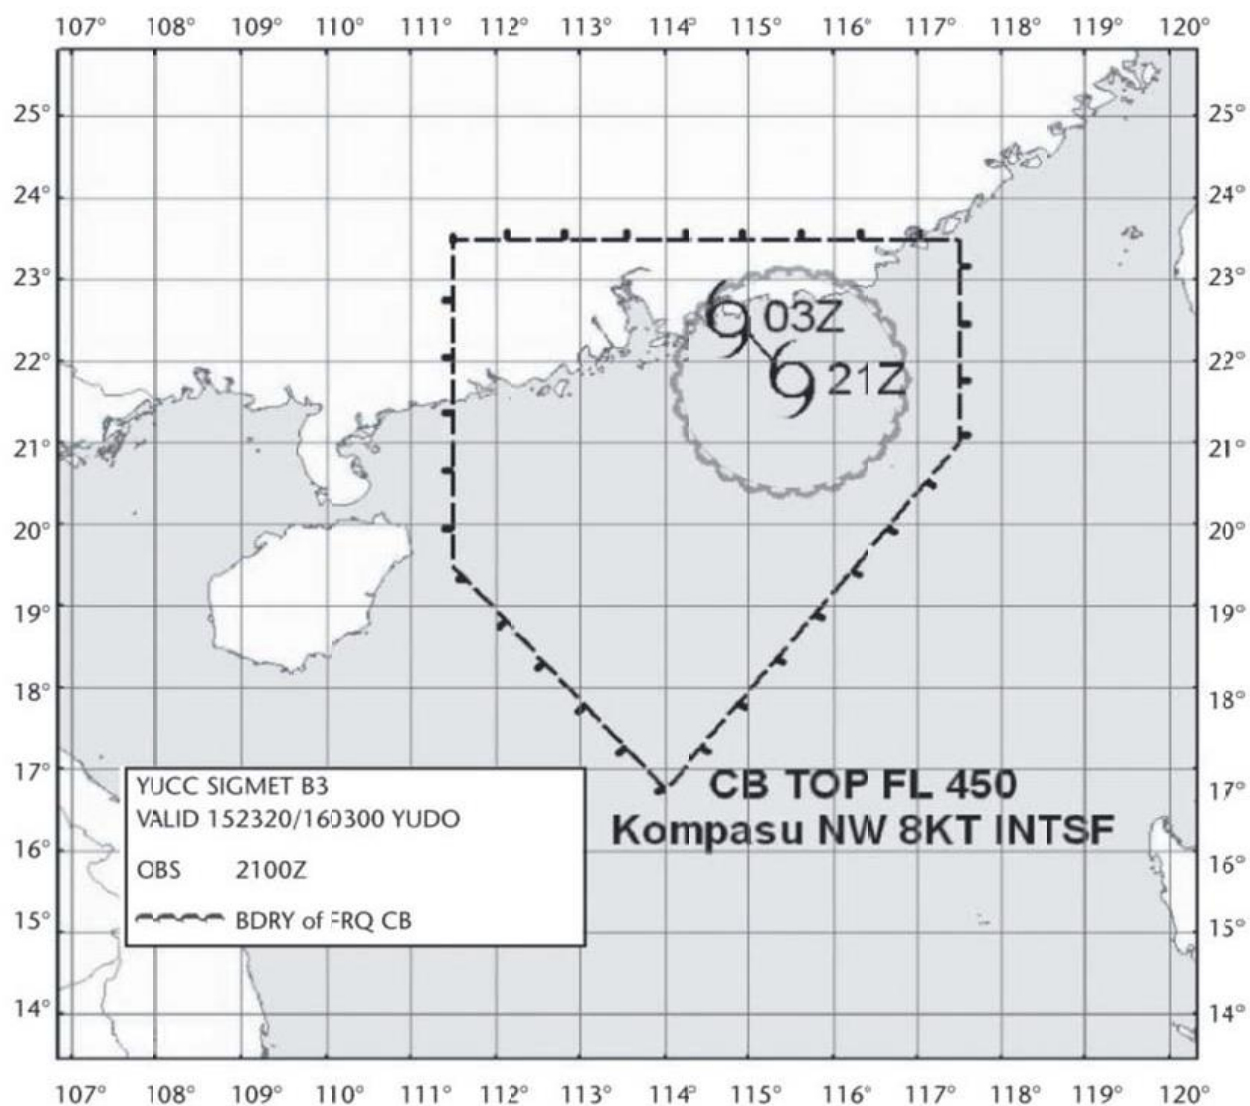 107° 108° 109° 110° 111° 112° 113° 114° 115° 116° 117° 118° 119° 120°
25° 25°
24° 24°
23° 23°
03Z
22° 22°
21Z
21° 21°
20° 20°
19° 19°
18° 18°
17° 17°
CB TOP FL 450
Kompasu NW 8KT INTSF
YUCC SIGMET B3
VALID 152320/160300 YUDO
OBS 2100Z
BDRY of FRQ CB
16° 16°
15° 15°
14° 14°
107° 108° 109° 110° 111° 112° 113° 114° 115° 116° 117° 118° 119° 120°